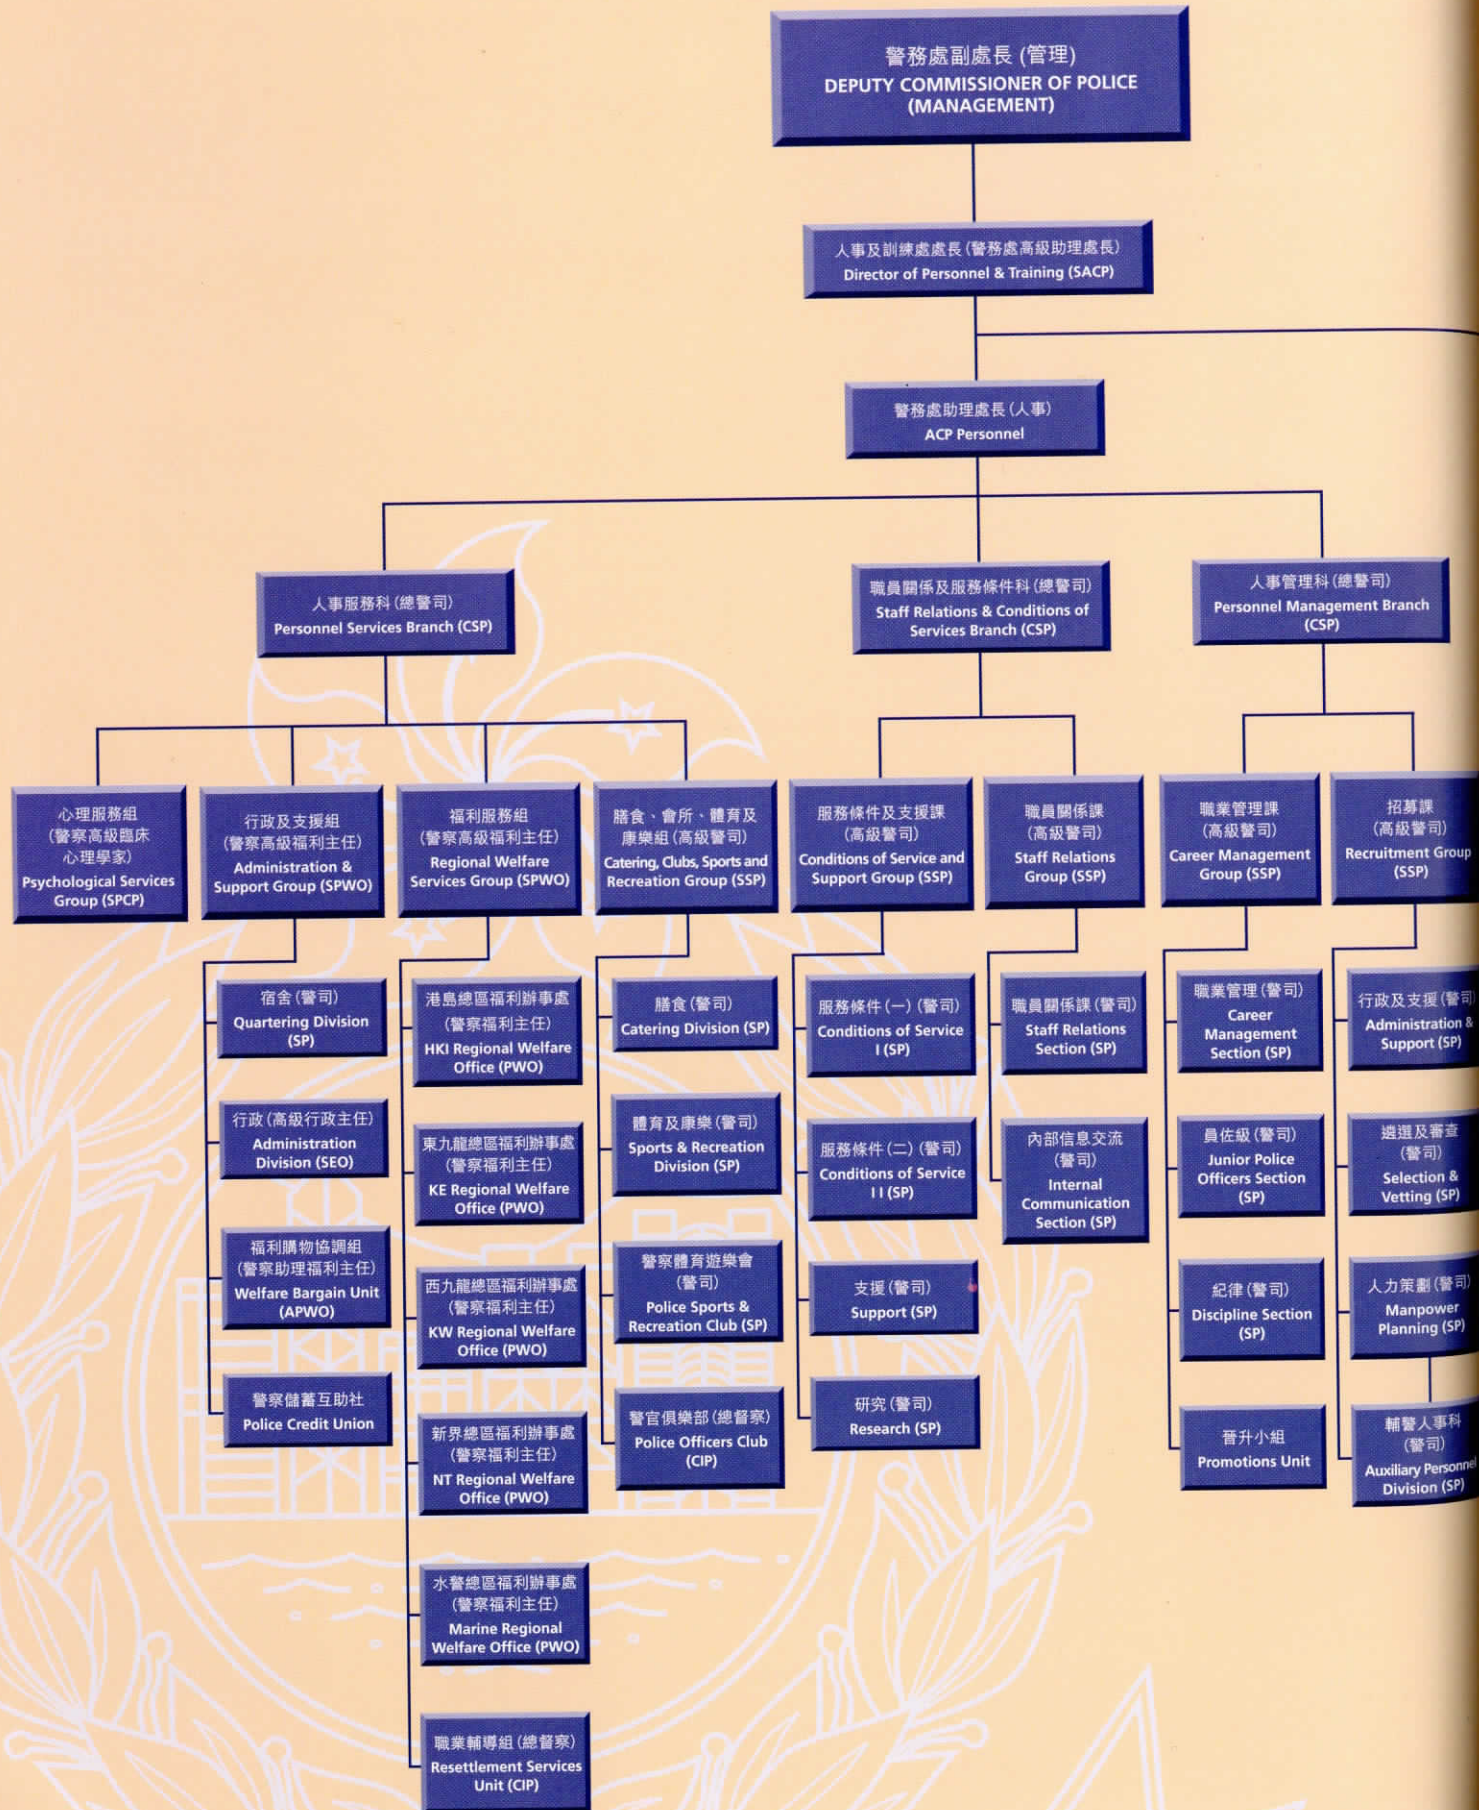 警務處副處長 (管理)
DEPUTY COMMISSIONER OF POLICE
(MANAGEMENT)
人事及訓練處處長 (警務處高級助理處長)
Director of Personnel & Training (SACP)
警務處助理處長 (人事)
ACP Personnel
人事服務科 (總警司)
Personnel Services Branch (CSP)
職員關係及服務條件科 (總警司)
Staff Relations & Conditions of
Services Branch (CSP)
人事管理科 (總警司)
Personnel Management Branch
(CSP)
心理服務組
(警察高級臨床
心理學家)
Psychological Services
Group (SPCP)
行政及支援組
(警察高級福利主任)
Administration &
Support Group (SPWO)
福利服務組
(警察高級福利主任)
Regional Welfare
Services Group (SPWO)
膳食、會所、體育及
康樂組 (高級警司)
Catering, Clubs, Sports and
Recreation Group (SSP)
服務條件及支援課
(高級警司)
Conditions of Service and
Support Group (SSP)
職員關係課
(高級警司)
Staff Relations
Group (SSP)
職業管理課
(高級警司)
Career Management
Group (SSP)
招募課
(高級警司)
Recruitment Group
(SSP)
宿舍 (警司)
Quartering Division
(SP)
行政 (高級行政主任)
Administration
Division (SEO)
福利購物協調組
(警察助理福利主任)
Welfare Bargain Unit
(APWO)
警察儲蓄互助社
Police Credit Union
港島總區福利辦事處
(警察福利主任)
HKI Regional Welfare
Office (PWO)
東九龍總區福利辦事處
(警察福利主任)
KE Regional Welfare
Office (PWO)
西九龍總區福利辦事處
(警察福利主任)
KW Regional Welfare
Office (PWO)
新界總區福利辦事處
(警察福利主任)
NT Regional Welfare
Office (PWO)
水警總區福利辦事處
(警察福利主任)
Marine Regional
Welfare Office (PWO)
職業輔導組 (總督察)
Resettlement Services
Unit (CIP)
膳食 (警司)
Catering Division (SP)
體育及康樂 (警司)
Sports & Recreation
Division (SP)
警察體育遊樂會
(警司)
Police Sports &
Recreation Club (SP)
警官俱樂部 (總督察)
Police Officers Club
(CIP)
服務條件 (一) (警司)
Conditions of Service
I (SP)
服務條件 (二) (警司)
Conditions of Service
II (SP)
支援 (警司)
Support (SP)
研究 (警司)
Research (SP)
職員關係課 (警司)
Staff Relations
Section (SP)
內部信息交流
(警司)
Internal
Communication
Section (SP)
職業管理 (警司)
Career
Management
Section (SP)
員佐級 (警司)
Junior Police
Officers Section
(SP)
紀律 (警司)
Discipline Section
(SP)
晉升小組
Promotions Unit
行政及支援 (警司)
Administration &
Support (SP)
遴選及審查
(警司)
Selection &
Vetting (SP)
人力策劃 (警司)
Manpower
Planning (SP)
輔警人事科
(警司)
Auxiliary Personnel
Division (SP)